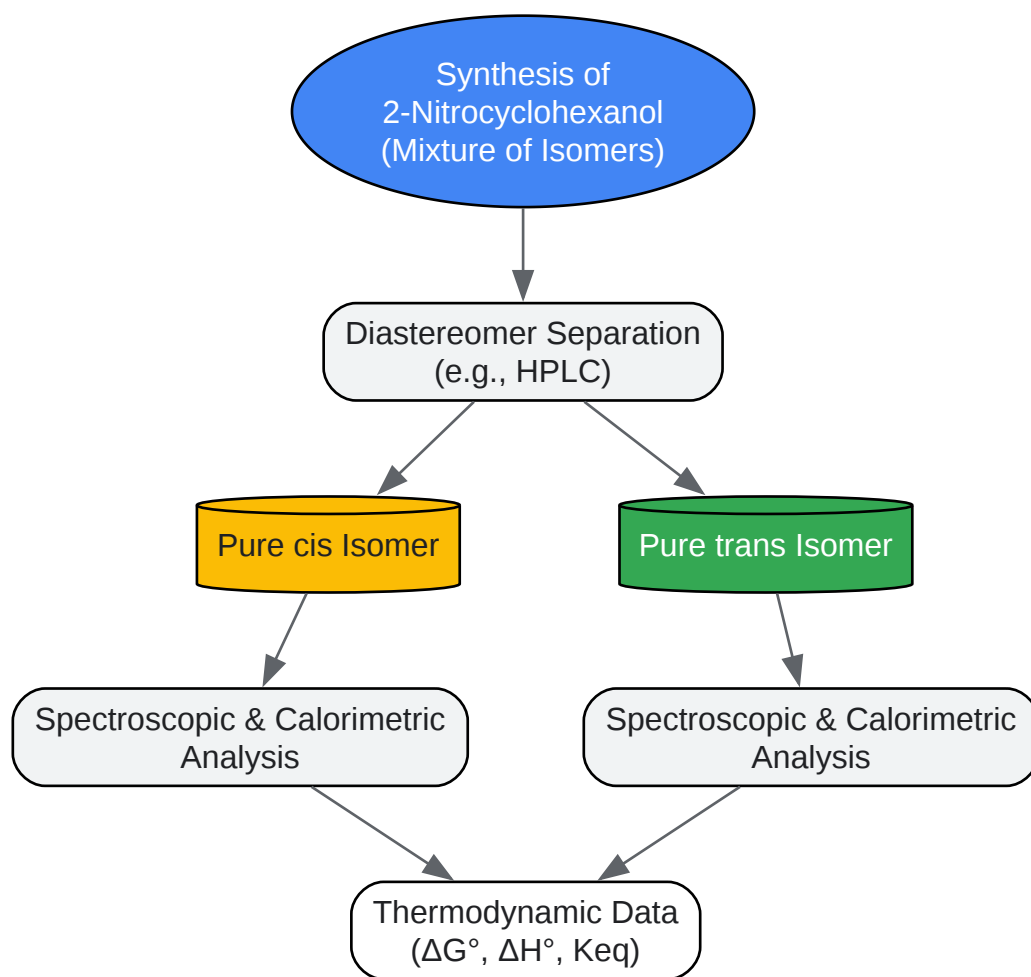 Synthesis of
2-Nitrocyclohexanol
(Mixture of Isomers)
Diastereomer Separation
(e.g., HPLC)
Pure cis Isomer
Pure trans Isomer
Spectroscopic & Calorimetric
Analysis
Spectroscopic & Calorimetric
Analysis
Thermodynamic Data
(ΔG°, ΔH°, Keq)